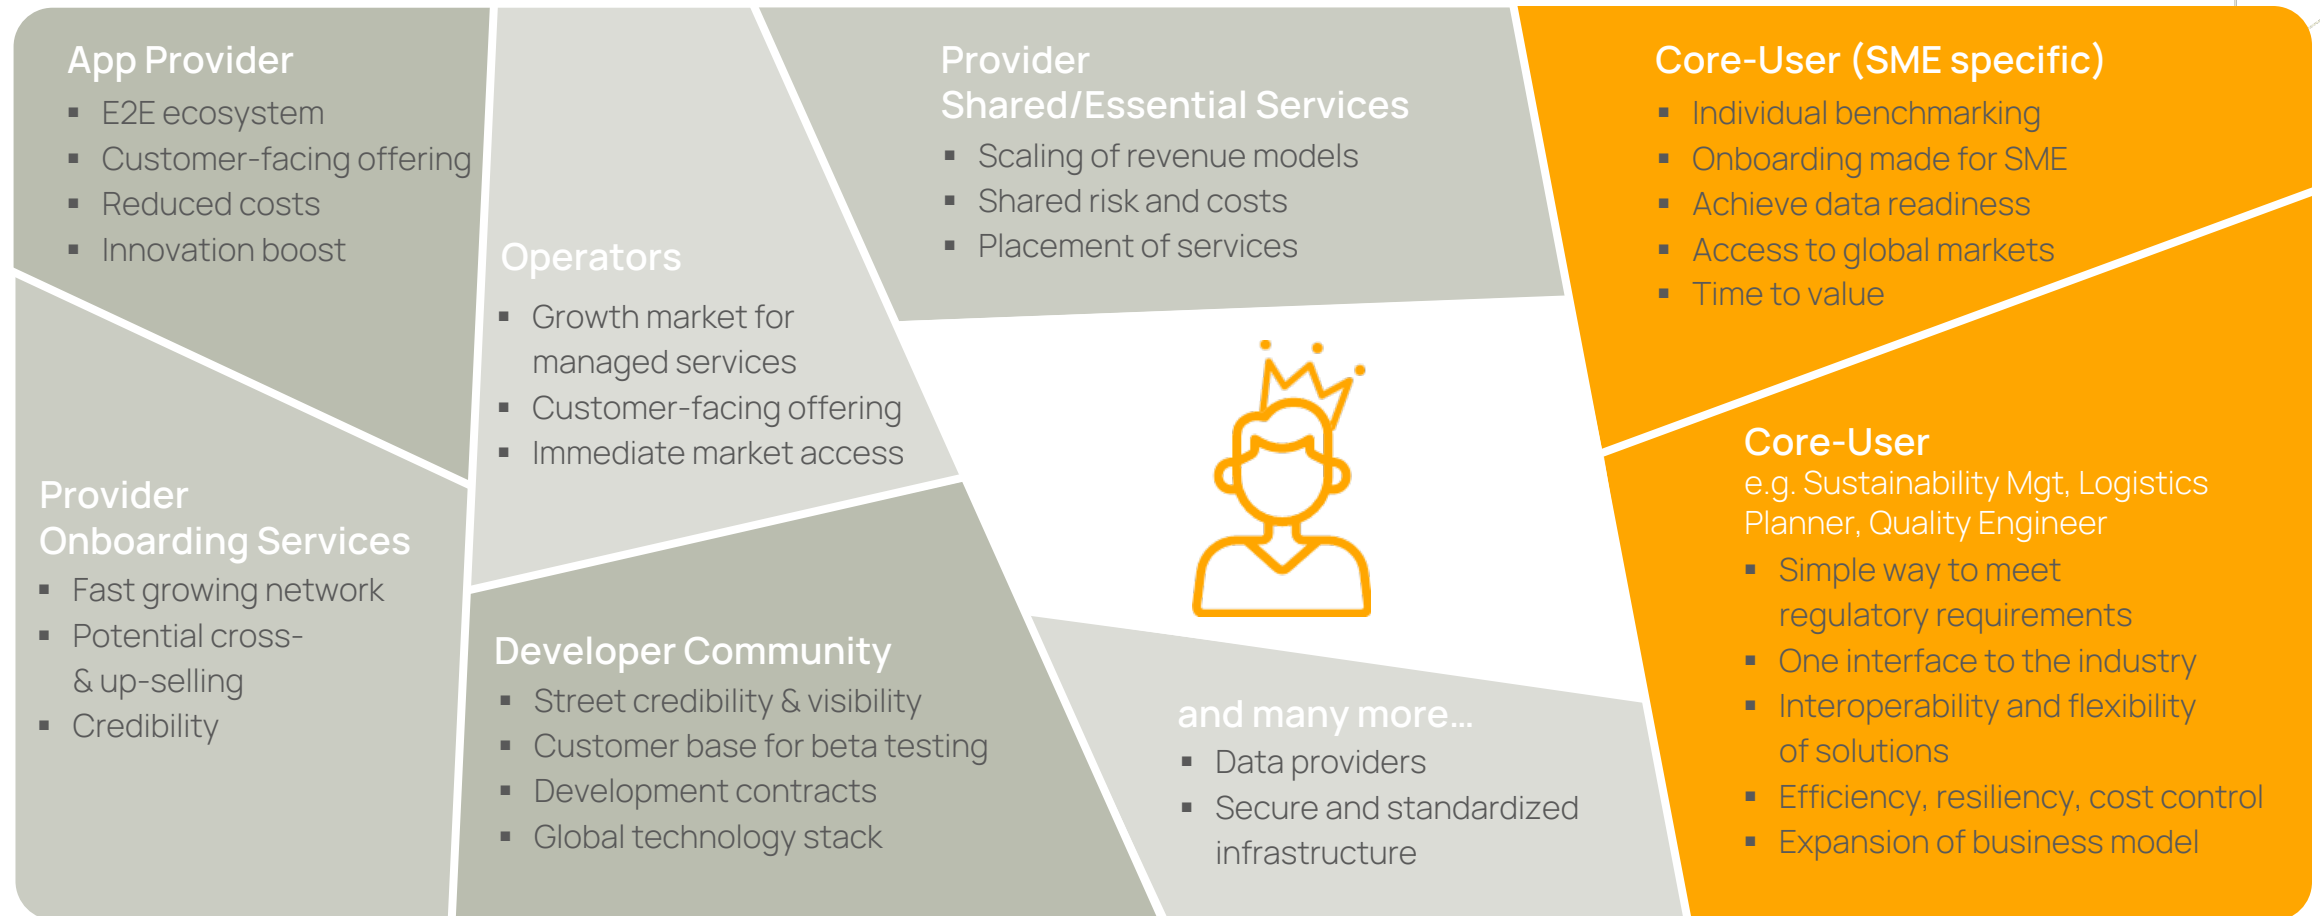 App Provider
▪ E2E ecosystem
▪ Customer-facing offering
▪ Reduced costs
▪ Innovation boost
Provider
Onboarding Services
▪ Fast growing network
▪ Potential cross-
& up-selling
▪ Credibility
Operators
▪ Growth market for
managed services
▪ Customer-facing offering
▪ Immediate market access
Developer Community
▪ Street credibility & visibility
▪ Customer base for beta testing
▪ Development contracts
▪ Global technology stack
Provider
Shared/Essential Services
▪ Scaling of revenue models
▪ Shared risk and costs
▪ Placement of services
and many more…
▪ Data providers
▪ Secure and standardized
infrastructure
Core-User (SME specific)
▪ Individual benchmarking
▪ Onboarding made for SME
▪ Achieve data readiness
▪ Access to global markets
▪ Time to value
Core-User
e.g. Sustainability Mgt, Logistics
Planner, Quality Engineer
▪ Simple way to meet
regulatory requirements
▪ One interface to the industry
▪ Interoperability and flexibility
of solutions
▪ Efficiency, resiliency, cost control
▪ Expansion of business model